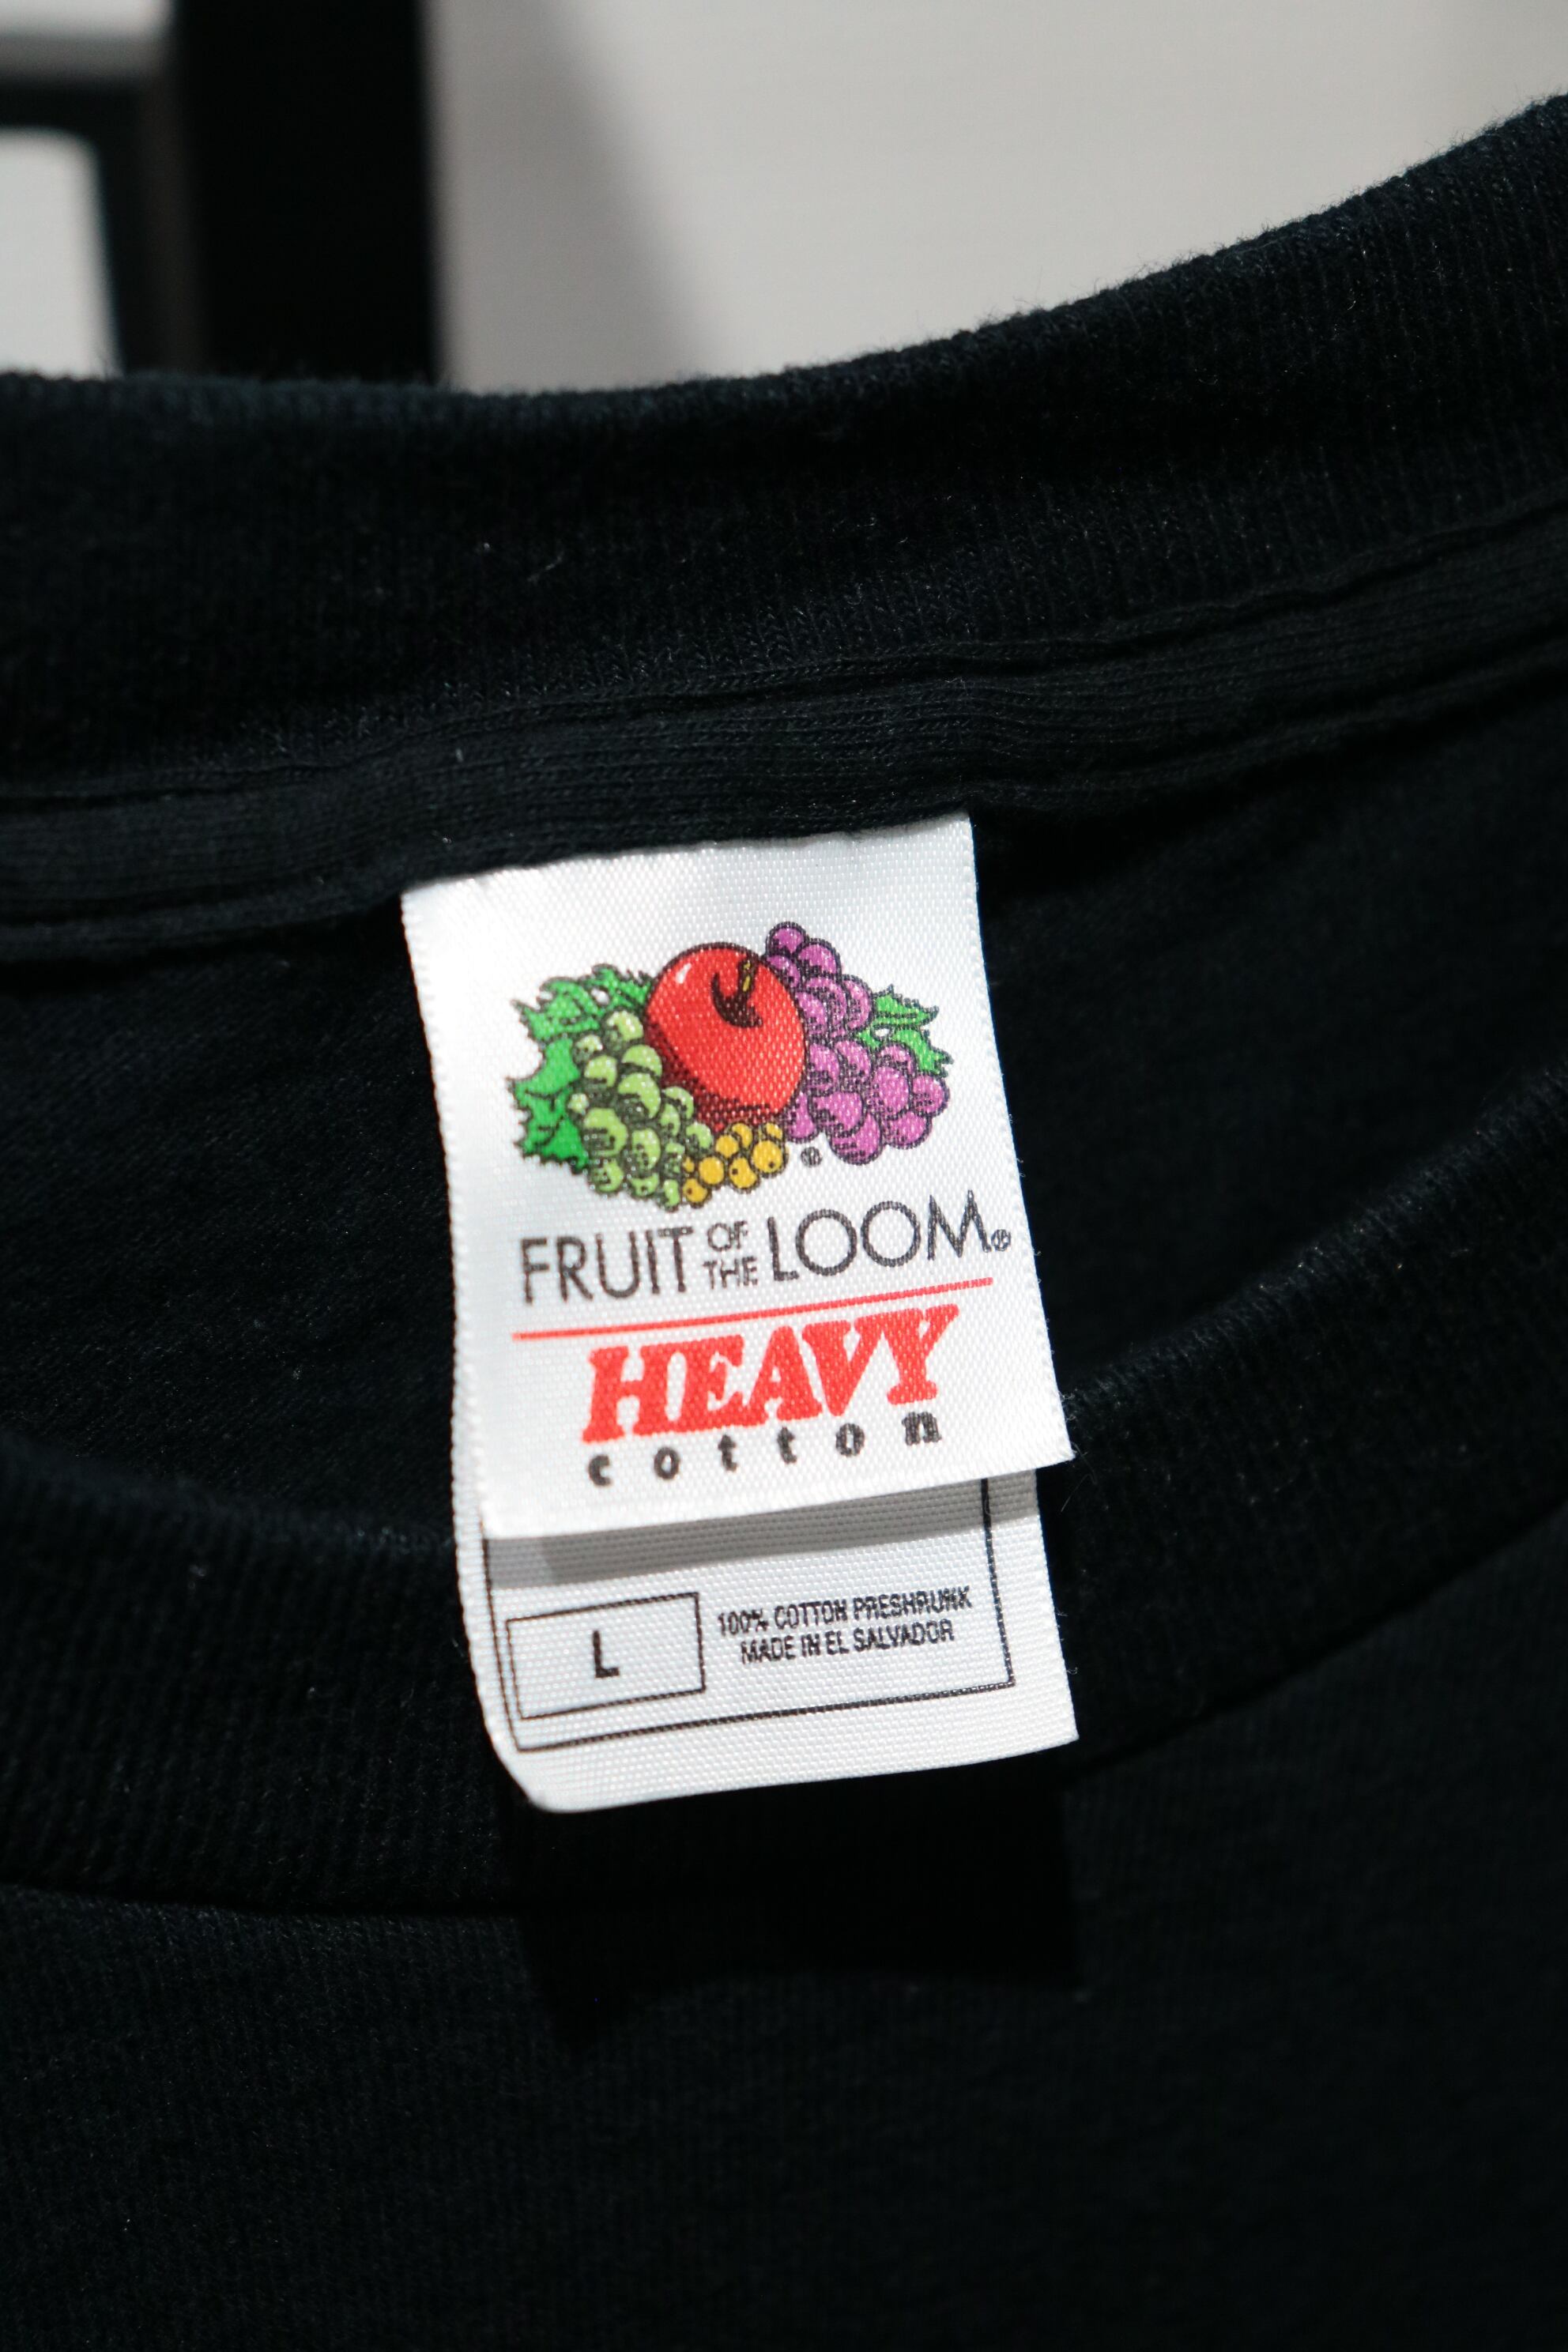 ®
FRUIT OF THE LOOM®
HEAVY
cotton
L
100% COTTON PRESHRUNK
MADE IN EL SALVADOR